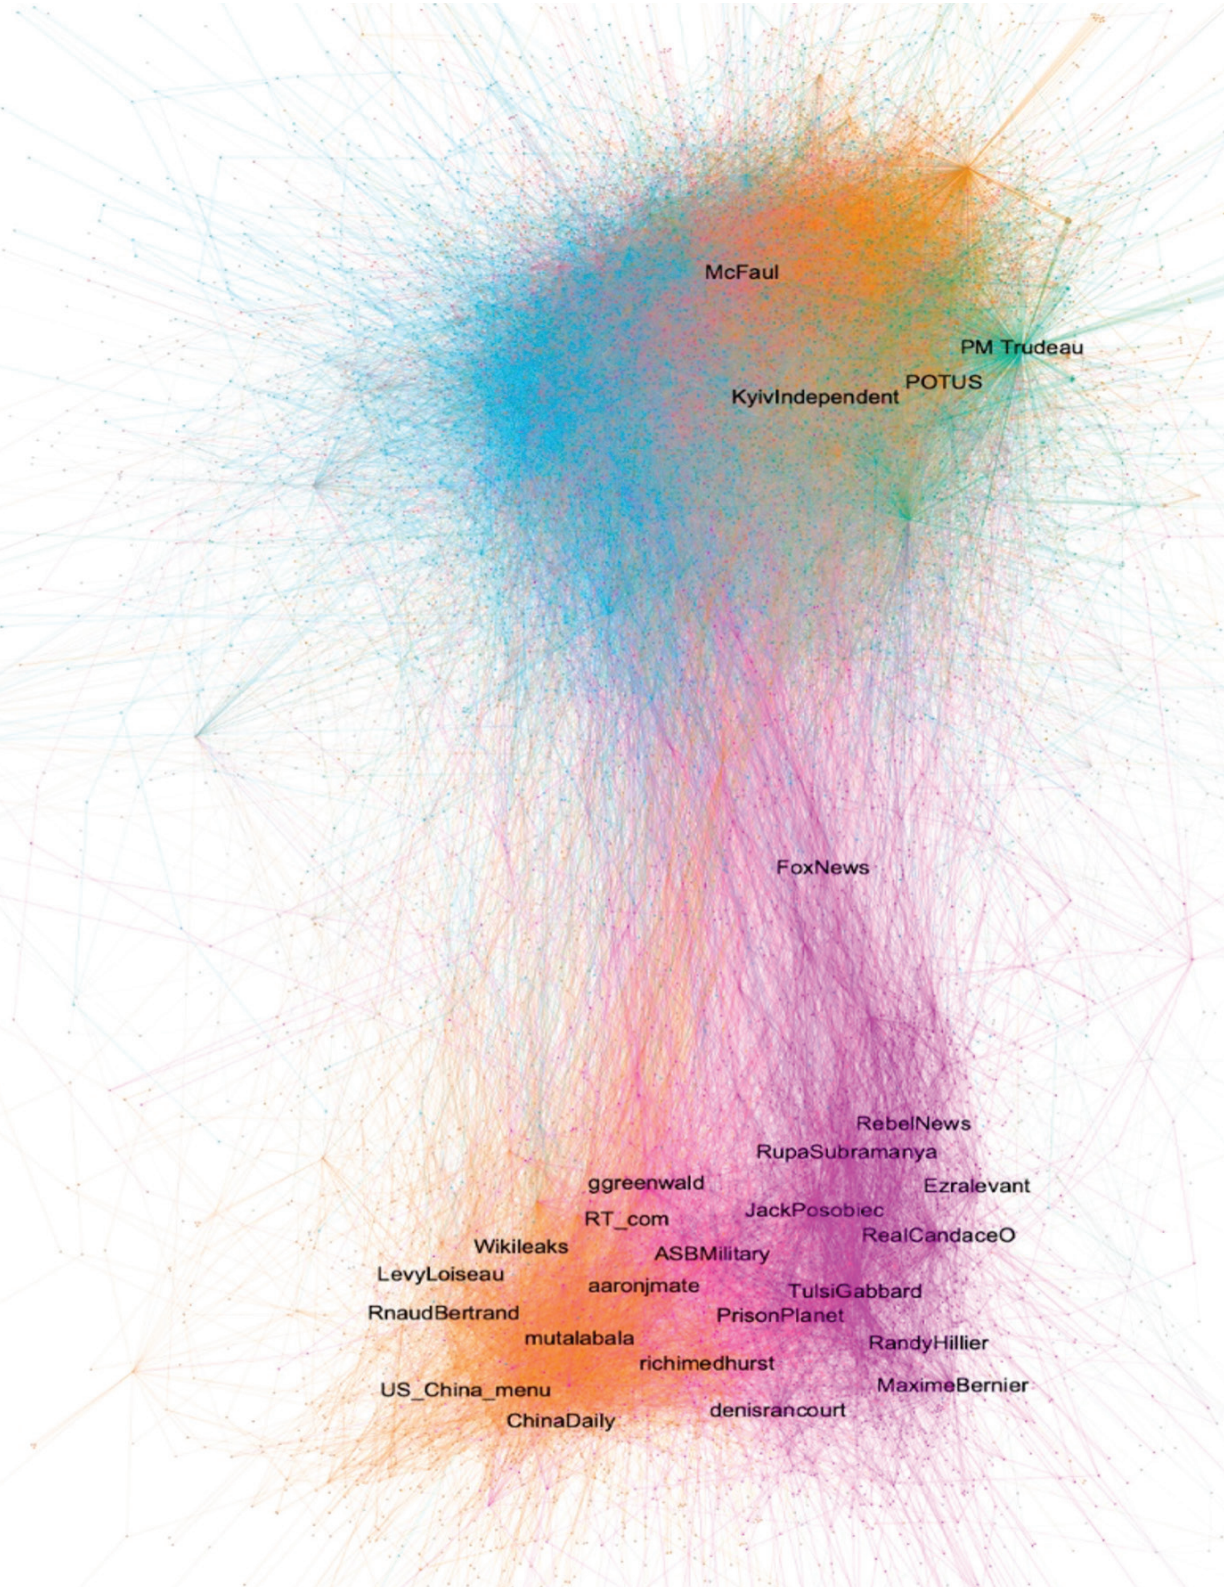 McFaul
PM Trudeau
POTUS
KyivIndependent
FoxNews
RebelNews
RupaSubramanya
ggreenwald
Ezralevant
JackPosobiec
RT_com
RealCandaceO
Wikileaks
ASBMilitary
LevyLoiseau
aaronjmate
TulsiGabbard
RnaudBertrand
PrisonPlanet
mutalabala
RandyHillier
richimedhurst
MaximeBernier
US_China_menu
denisrancourt
ChinaDaily